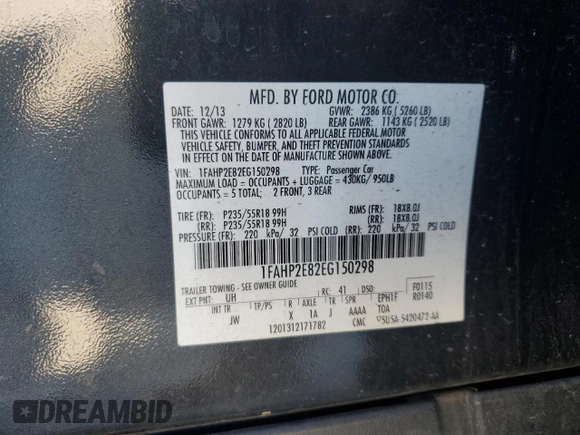 MFD. BY FORD MOTOR CO.
DATE: 12/13 GVWR: 2386 KG ( 5260 LB)
FRONT GAWR: 1279 KG ( 2820 LB) REAR GAWR: 1143 KG ( 2520 LB)
THIS VEHICLE CONFORMS TO ALL APPLICABLE FEDERAL MOTOR
VEHICLE SAFETY, BUMPER, AND THEFT PREVENTION STANDARDS
IN EFFECT ON THE DATE OF MANUFACTURE SHOWN ABOVE.
VIN: 1FAHP2E82EG150298 TYPE: Passenger Car
MAXIMUM LOAD = OCCUPANTS + LUGGAGE = 430KG/ 950LB
OCCUPANTS = 5 TOTAL; 2 FRONT, 3 REAR
TIRE (FR): P235/55R18 99H RIMS (FR): 18X8.0J
(RR): P235/55R18 99H (RR): 18X8.0J
PRESSURE (FR): 220 kPa/ 32 PSI COLD (RR): 220 kPa/ 32 PSI COLD
1FAHP2E82EG150298
TRAILER TOWING - SEE OWNER GUIDE
EXT PNT: UH RC: 41 DSO: F0115
INT TR TP/PS R AXLE TR SPR EPH1F R0140
JW X 1A J AAAA TOA
1201312171782 CMC 5U5A-5420472-AA
DREAMBID